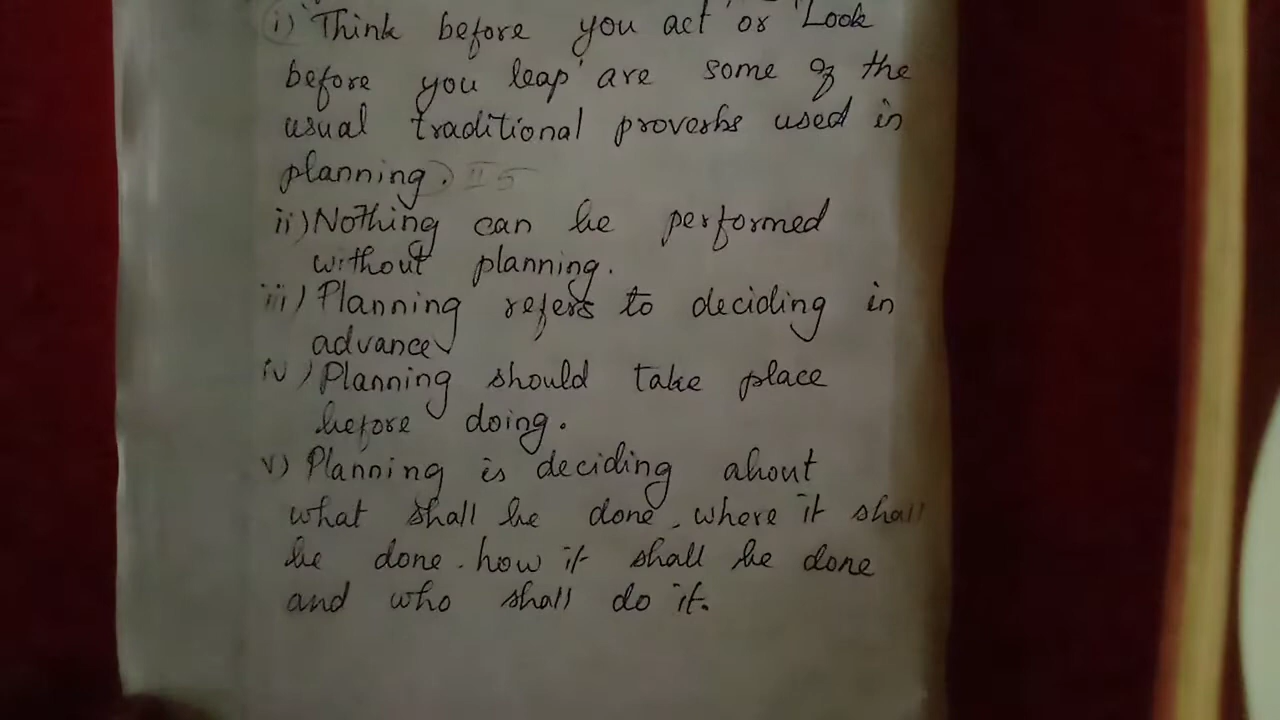 i) 'Think before you act' or 'Look
before you leap' are some of the
usual traditional proverbs used in
planning.) II 5
ii) Nothing can be performed
without planning.
iii) Planning refers to deciding in
advance
iv) Planning should take place
before doing.
v) Planning is deciding about
what shall be done, where it shall
be done. how it shall be done
and who shall do it.